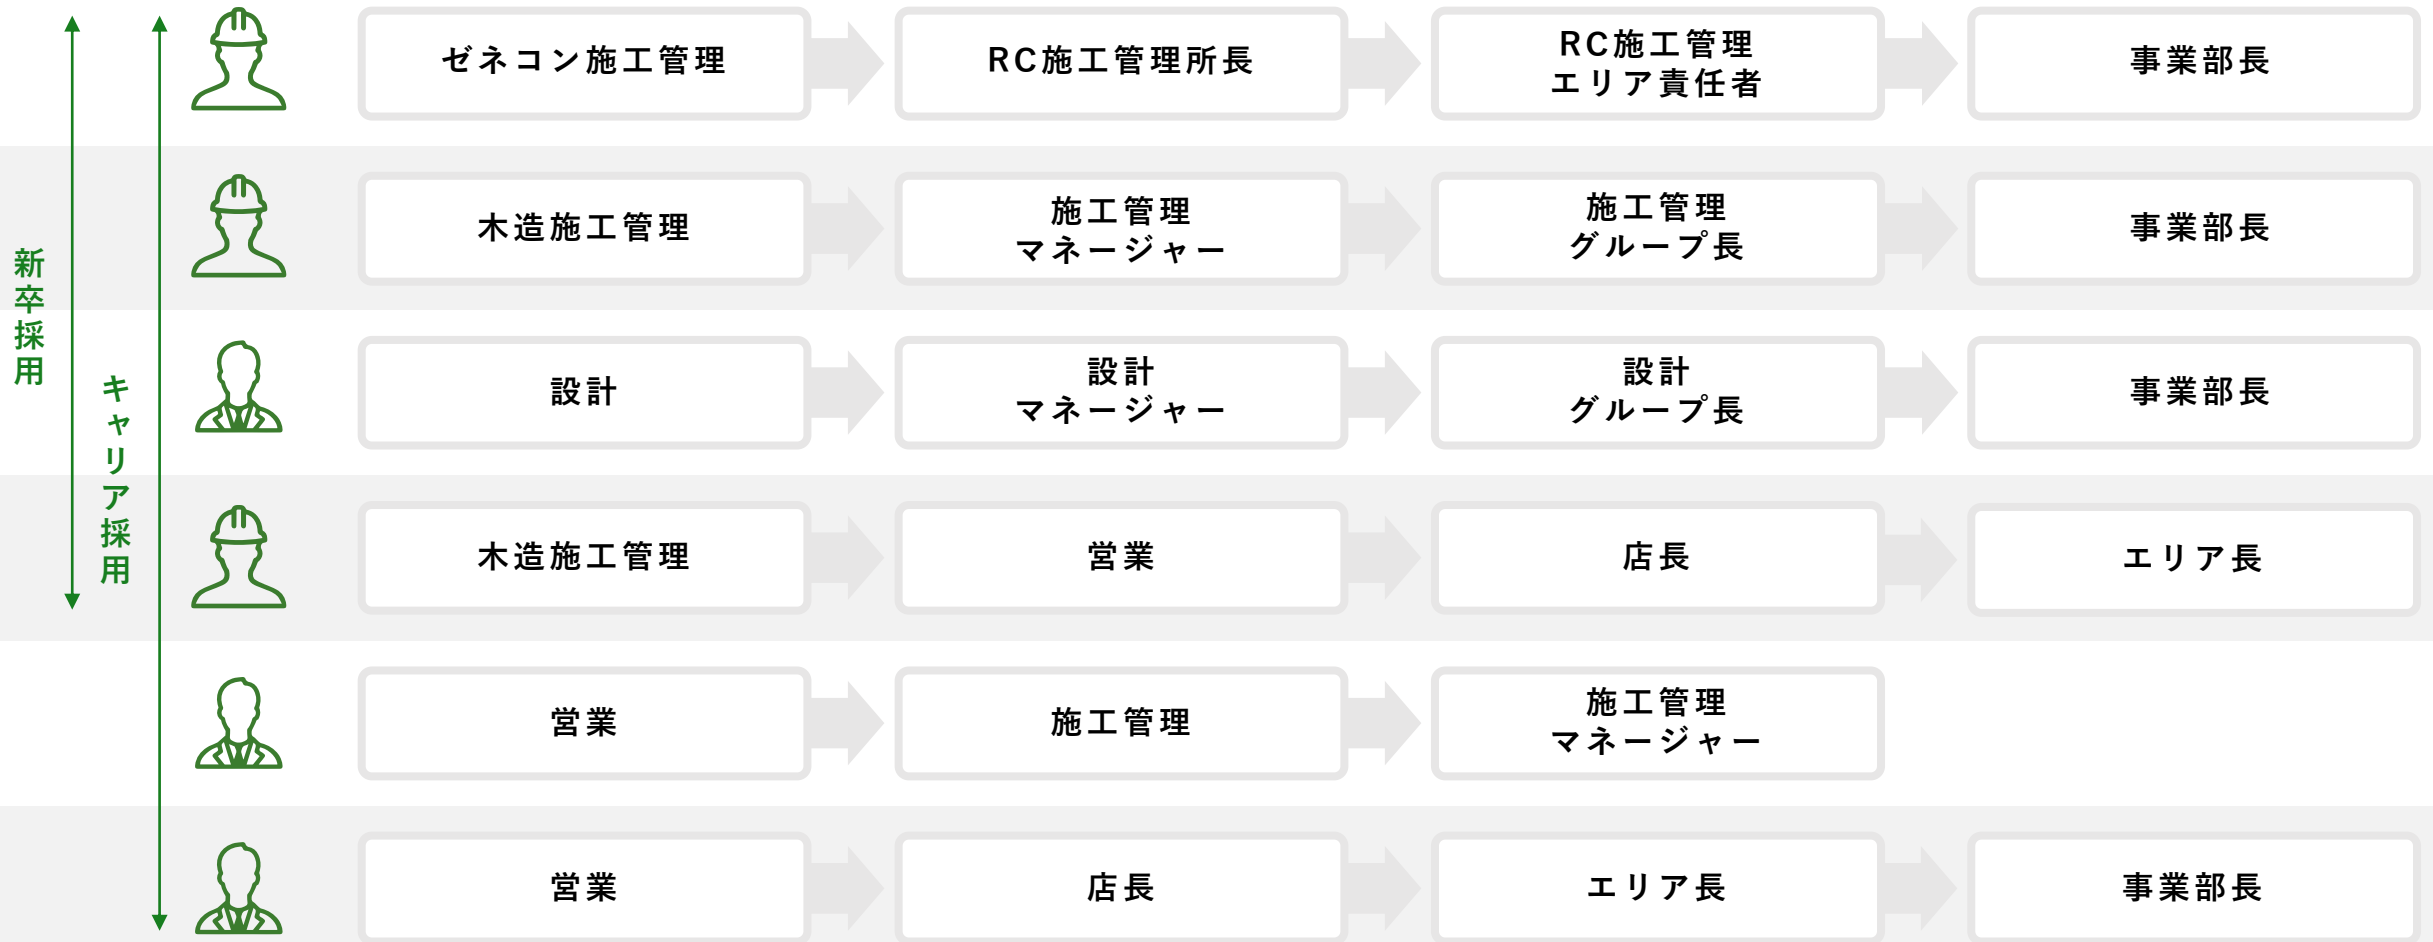 新卒採用
キャリア採用
ゼネコン施工管理
RC施工管理所長
RC施工管理
エリア責任者
事業部長
木造施工管理
施工管理
マネージャー
施工管理
グループ長
事業部長
設計
設計
マネージャー
設計
グループ長
事業部長
木造施工管理
営業
店長
エリア長
営業
施工管理
施工管理
マネージャー
営業
店長
エリア長
事業部長